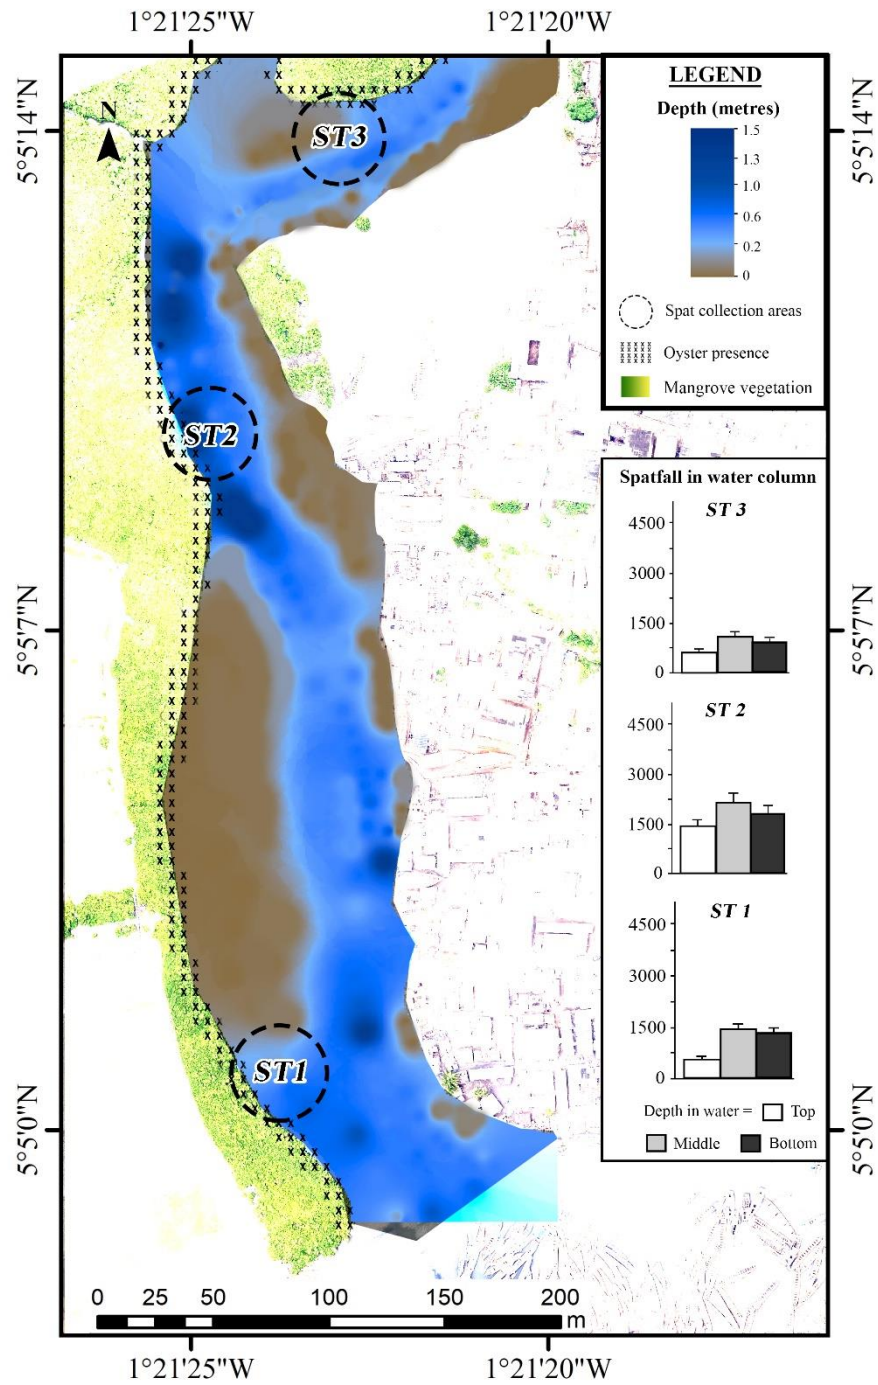 1°21'25"W 1°21'20"W
LEGEND
Depth (metres)
1.5
1.0
0.6
0.2
0
Spat collection areas
Oyster presence
Mangrove vegetation
N
5°5'14"N
5°5'14"N
ST3
ST2
5°5'7"N
5°5'7"N
ST1
5°5'0"N
5°5'0"N
Spatfall in water column
ST 3
4500
3000
1500
0
ST 2
4500
3000
1500
0
ST 1
4500
3000
1500
0
Depth in water = Top
Middle Bottom
0 25 50 100 150 200
m
1°21'25"W 1°21'20"W